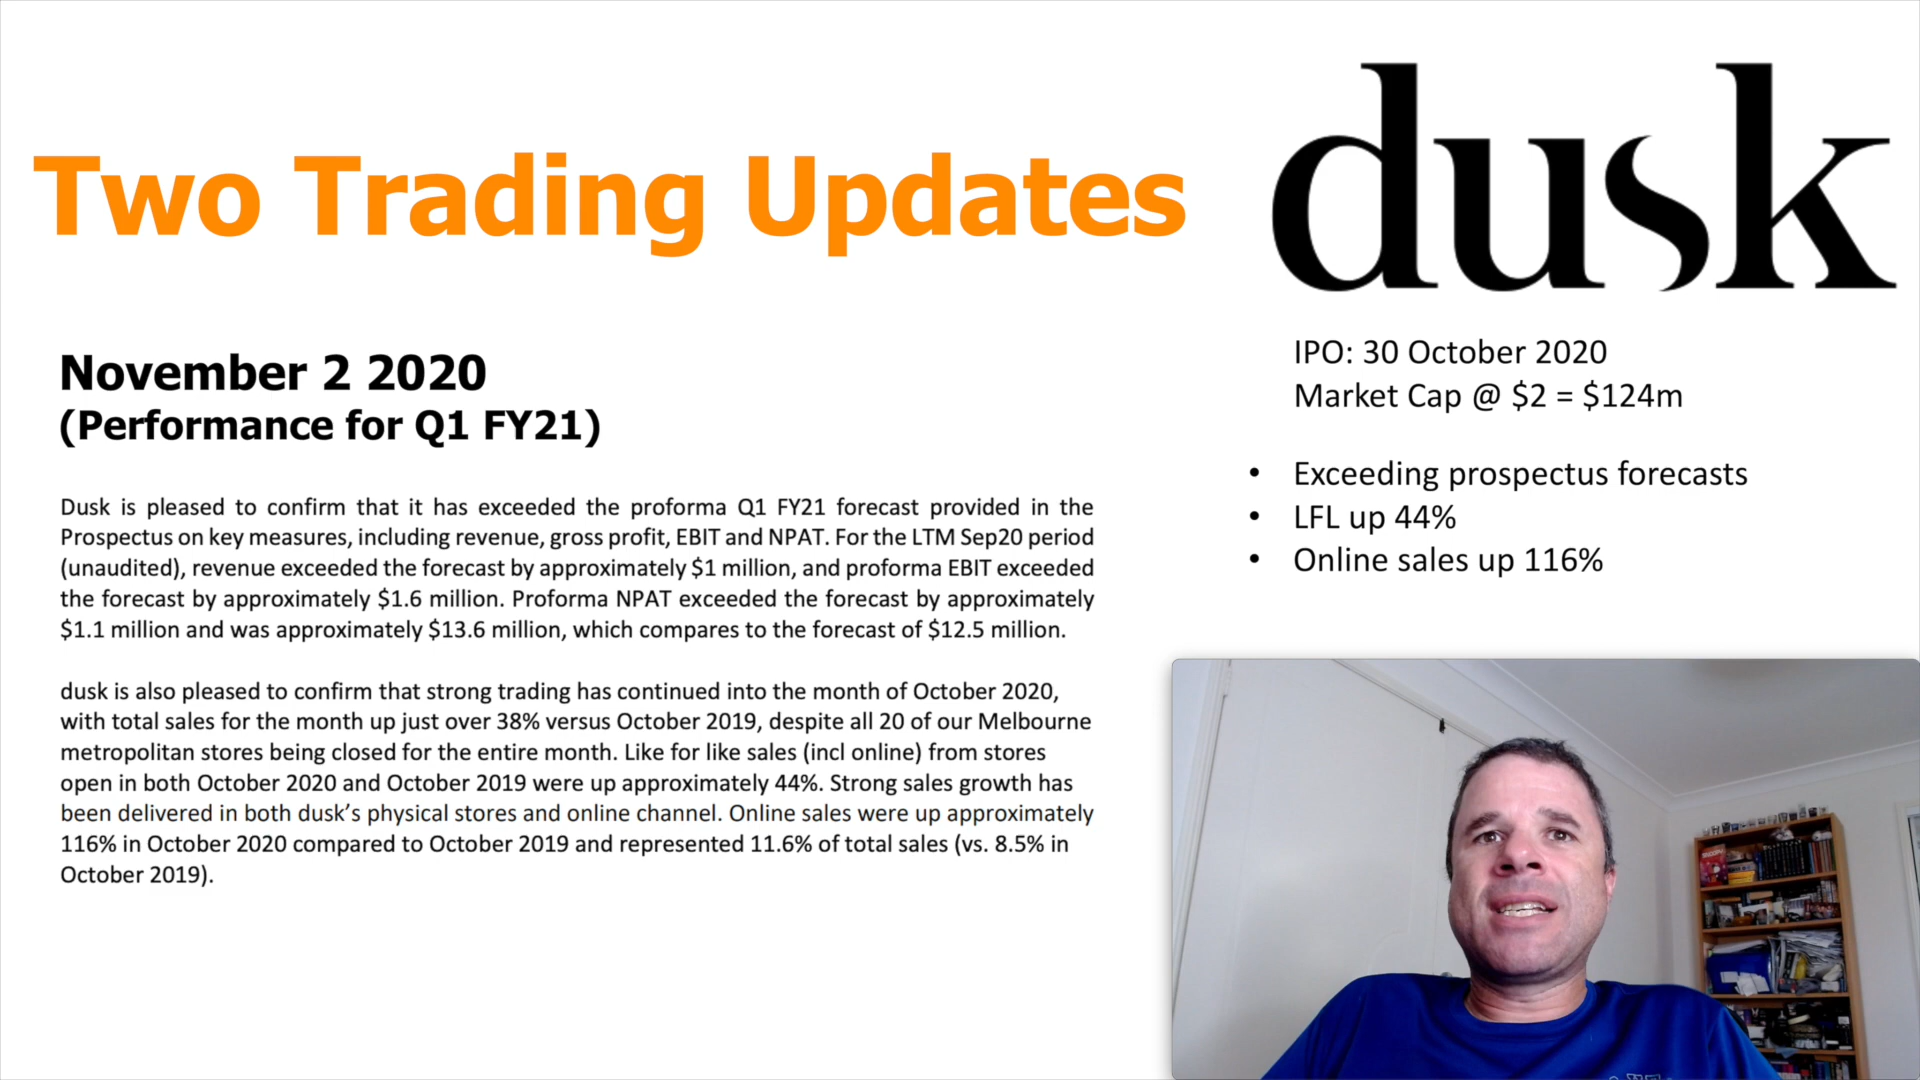 Two Trading Updates
dusk
November 2 2020
(Performance for Q1 FY21)
Dusk is pleased to confirm that it has exceeded the proforma Q1 FY21 forecast provided in the
Prospectus on key measures, including revenue, gross profit, EBIT and NPAT. For the LTM Sep20 period
(unaudited), revenue exceeded the forecast by approximately $1 million, and proforma EBIT exceeded
the forecast by approximately $1.6 million. Proforma NPAT exceeded the forecast by approximately
$1.1 million and was approximately $13.6 million, which compares to the forecast of $12.5 million.
dusk is also pleased to confirm that strong trading has continued into the month of October 2020,
with total sales for the month up just over 38% versus October 2019, despite all 20 of our Melbourne
metropolitan stores being closed for the entire month. Like for like sales (incl online) from stores
open in both October 2020 and October 2019 were up approximately 44%. Strong sales growth has
been delivered in both dusk’s physical stores and online channel. Online sales were up approximately
116% in October 2020 compared to October 2019 and represented 11.6% of total sales (vs. 8.5% in
October 2019).
IPO: 30 October 2020
Market Cap @ $2 = $124m
• Exceeding prospectus forecasts
• LFL up 44%
• Online sales up 116%